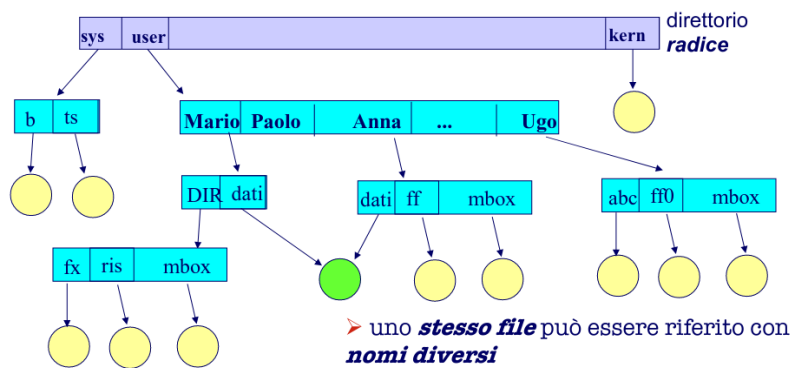 direttorio
radice
sys user kern
b ts
Mario Paolo Anna ... Ugo
DIR dati
dati ff mbox
abc ff0 mbox
fx ris mbox
➢ uno stesso file può essere riferito con
nomi diversi